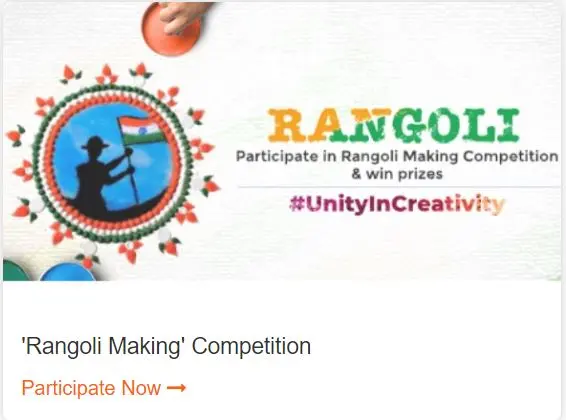 RANGOLI
Participate in Rangoli Making Competition
& win prizes
#UnityInCreativity
'Rangoli Making' Competition
Participate Now →